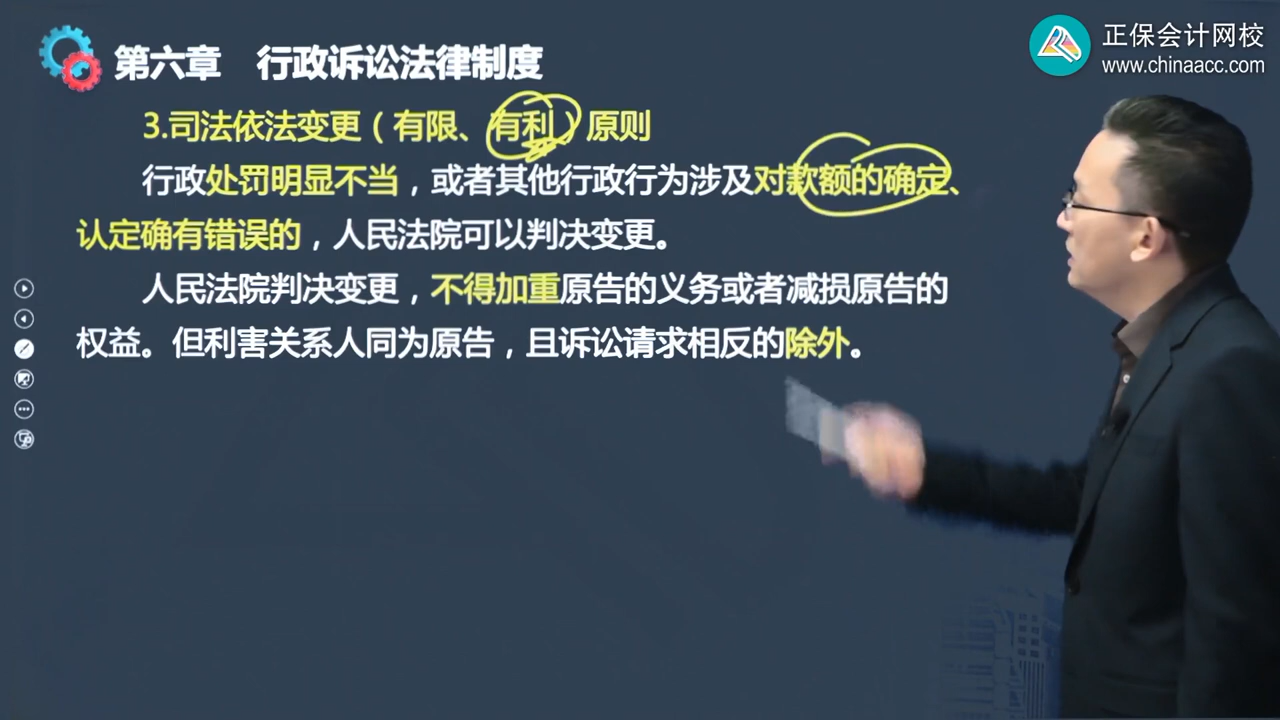 第六章 行政诉讼法律制度
正保会计网校
www.chinaacc.com
3.司法依法变更（有限、有利）原则
行政处罚明显不当，或者其他行政行为涉及对款额的确定、
认定确有错误的，人民法院可以判决变更。
人民法院判决变更，不得加重原告的义务或者减损原告的
权益。但利害关系人同为原告，且诉讼请求相反的除外。